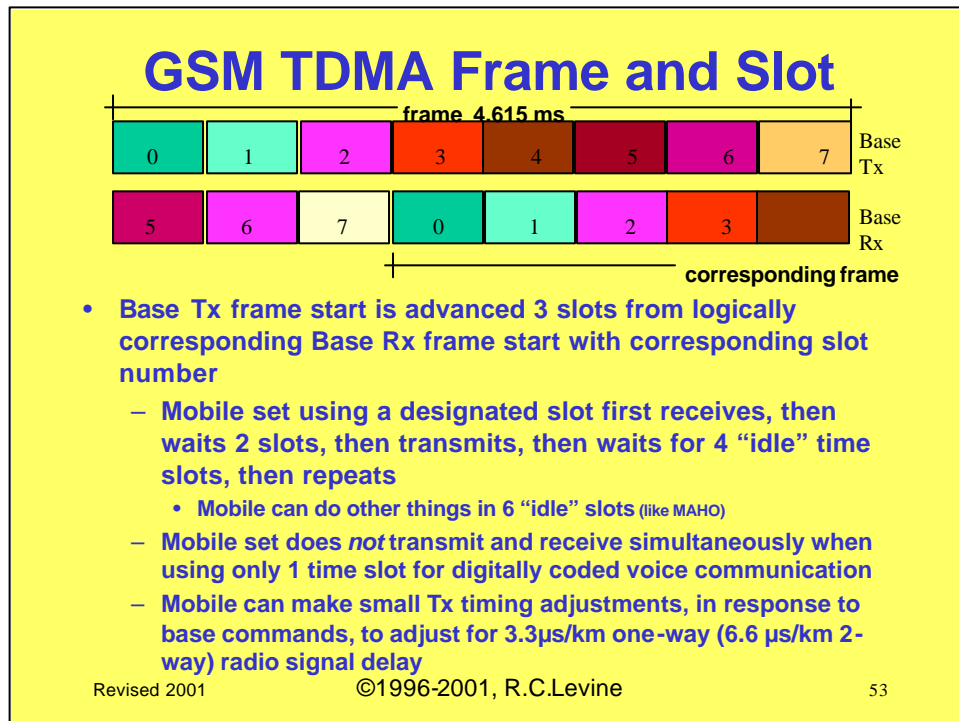 GSM TDMA Frame and Slot
frame 4.615 ms
0 1 2 3 4 5 6 7 Base
Tx
5 6 7 0 1 2 3 Base
Rx
corresponding frame
• Base Tx frame start is advanced 3 slots from logically
corresponding Base Rx frame start with corresponding slot
number
– Mobile set using a designated slot first receives, then
waits 2 slots, then transmits, then waits for 4 “idle” time
slots, then repeats
• Mobile can do other things in 6 “idle” slots (like MAHO)
– Mobile set does not transmit and receive simultaneously when
using only 1 time slot for digitally coded voice communication
– Mobile can make small Tx timing adjustments, in response to
base commands, to adjust for 3.3µs/km one-way (6.6 µs/km 2-
way) radio signal delay
Revised 2001 ©1996-2001, R.C.Levine 53